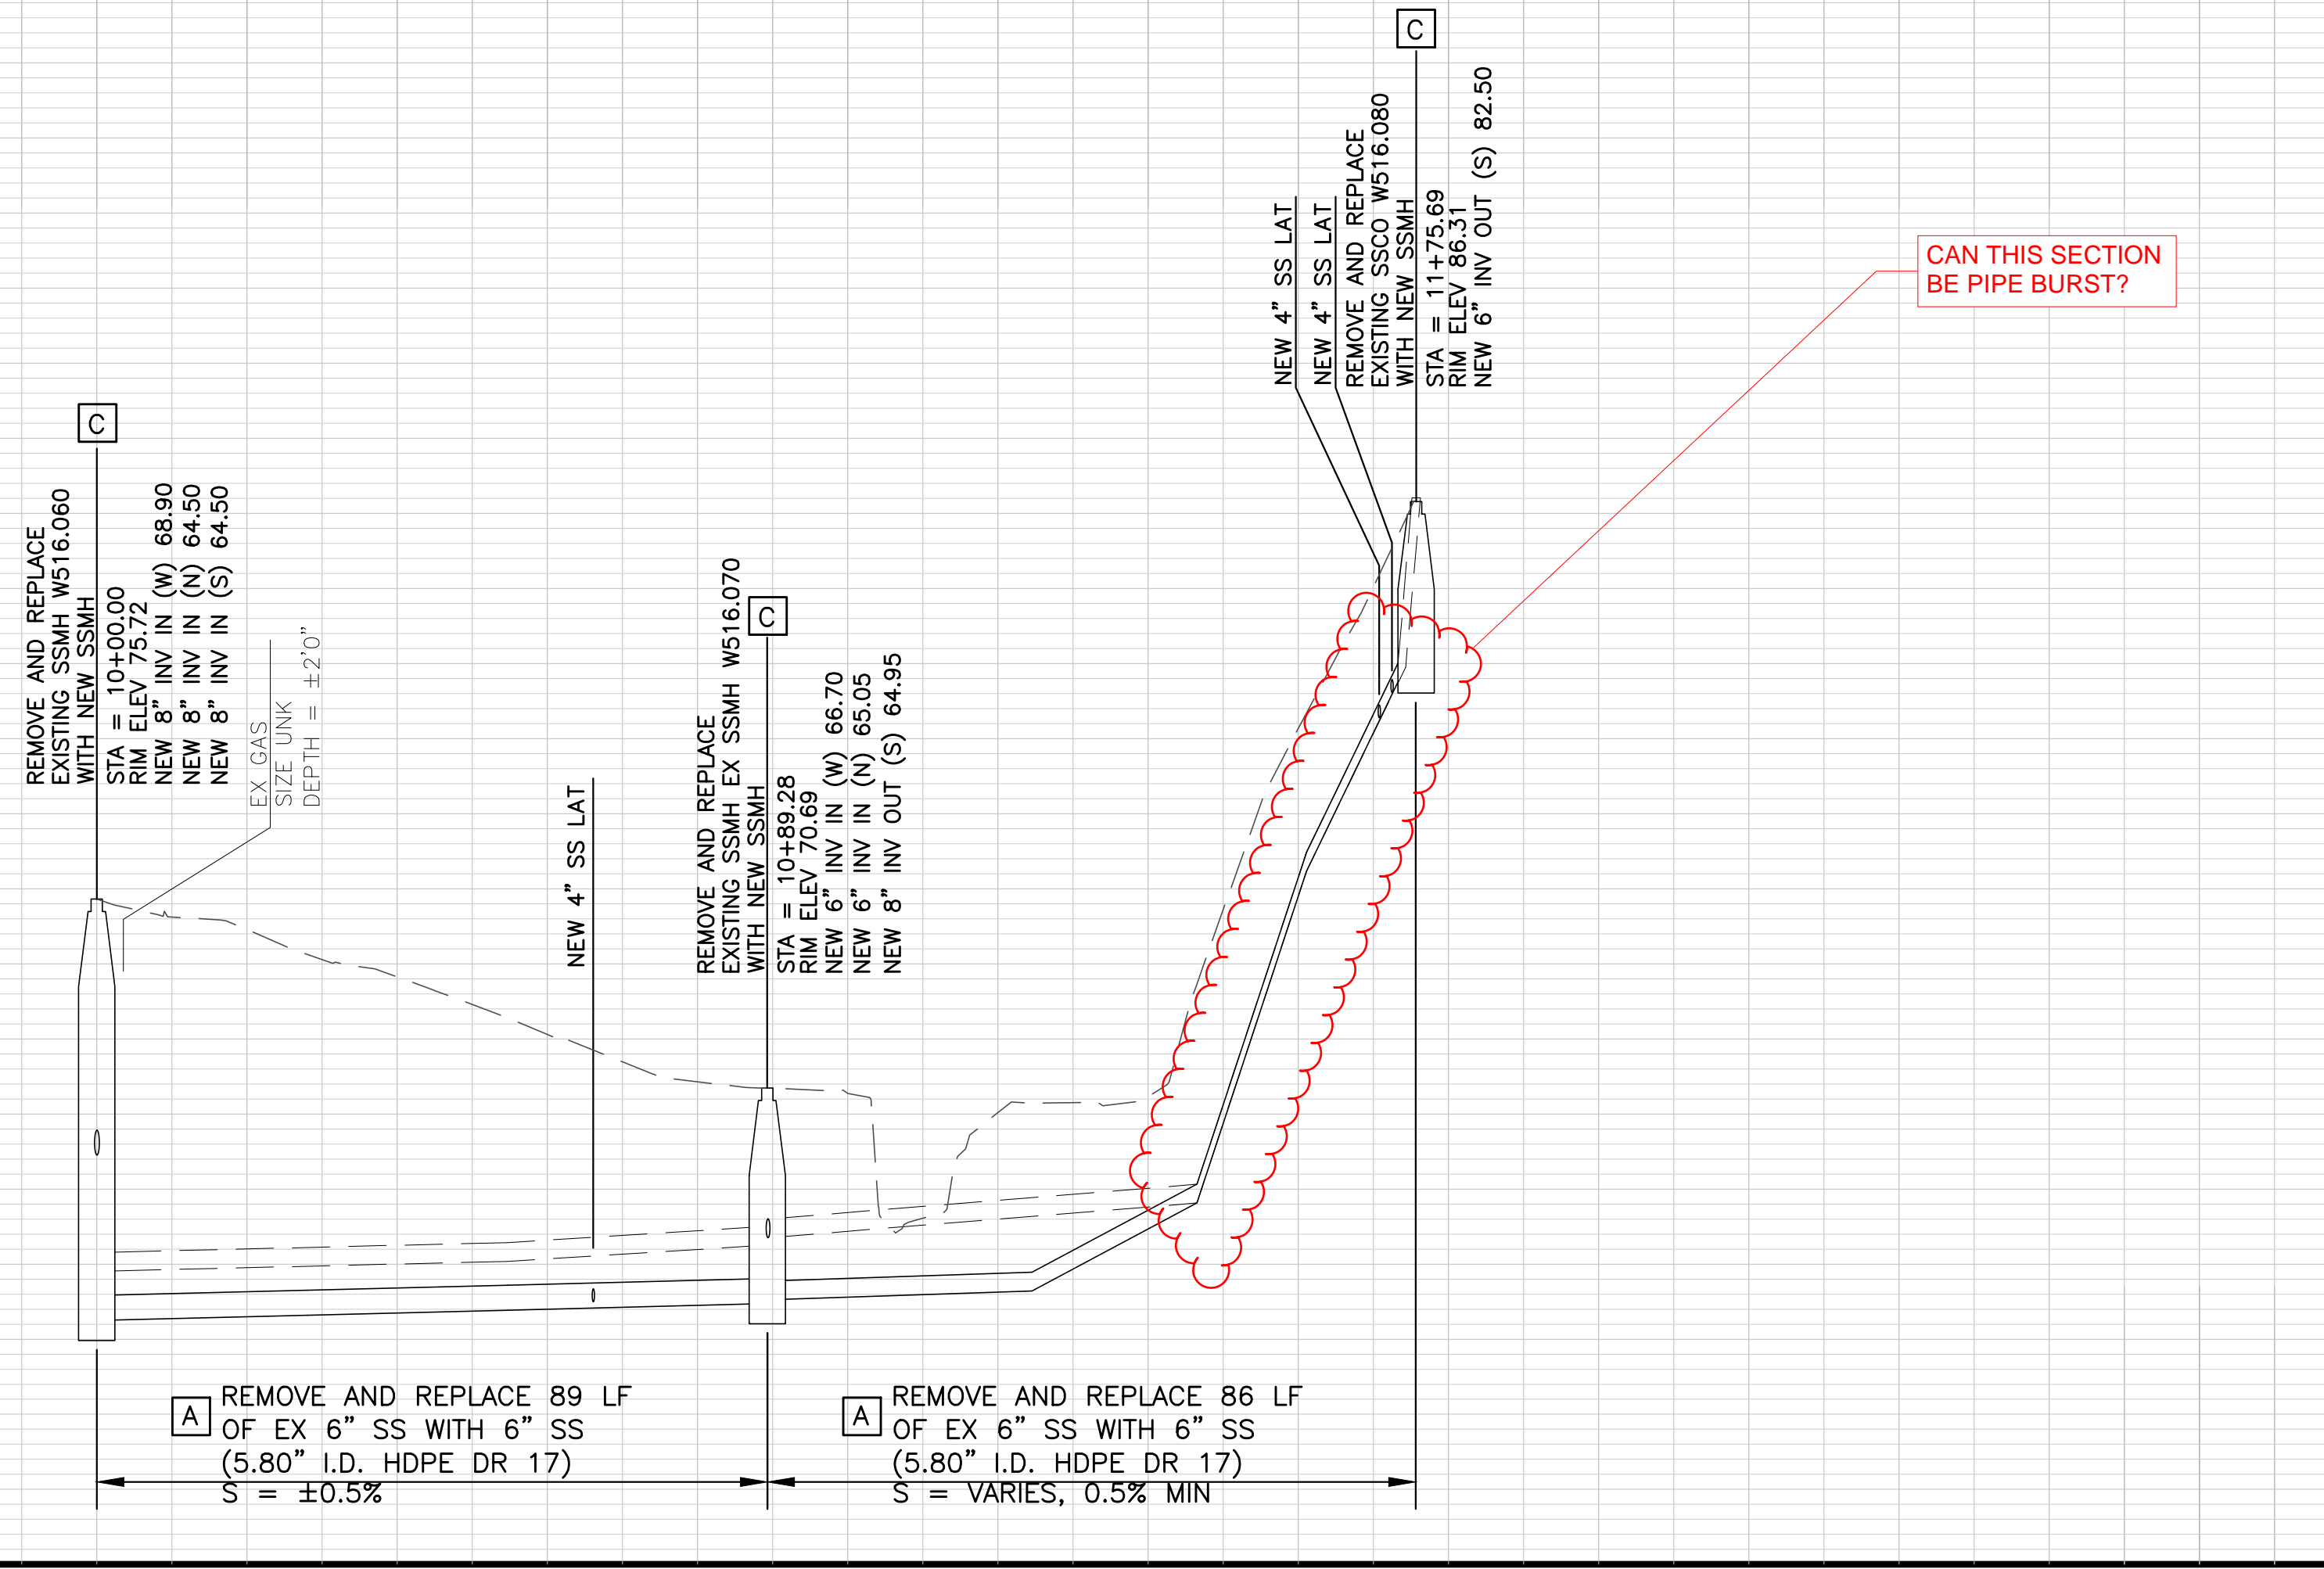 C
REMOVE AND REPLACE
EXISTING SSMH W516.060
WITH NEW SSMH
STA = 10+00.00
RIM ELEV 75.72
NEW 8" INV IN (W) 68.90
NEW 8" INV IN (N) 64.50
NEW 8" INV IN (S) 64.50
EX GAS
SIZE UNK
DEPTH = ±2'0"
NEW 4" SS LAT
C
REMOVE AND REPLACE
EXISTING SSMH EX SSMH W516.070
WITH NEW SSMH
STA = 10+89.28
RIM ELEV 70.69
NEW 6" INV IN (W) 66.70
NEW 6" INV IN (N) 65.05
NEW 8" INV OUT (S) 64.95
C
NEW 4" SS LAT
NEW 4" SS LAT
REMOVE AND REPLACE
EXISTING SSCO W516.080
WITH NEW SSMH
STA = 11+75.69
RIM ELEV 86.31
NEW 6" INV OUT (S) 82.50
CAN THIS SECTION
BE PIPE BURST?
A
REMOVE AND REPLACE 89 LF
OF EX 6" SS WITH 6" SS
(5.80" I.D. HDPE DR 17)
S = ±0.5%
A
REMOVE AND REPLACE 86 LF
OF EX 6" SS WITH 6" SS
(5.80" I.D. HDPE DR 17)
S = VARIES, 0.5% MIN